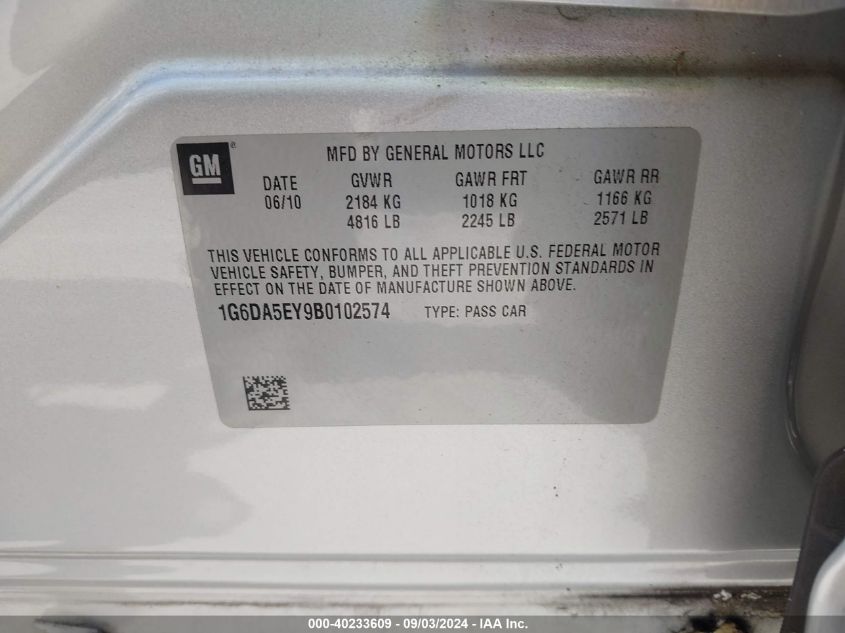 GM®
MFD BY GENERAL MOTORS LLC
DATE GVWR GAWR FRT GAWR RR
06/10 2184 KG 1018 KG 1166 KG
4816 LB 2245 LB 2571 LB
THIS VEHICLE CONFORMS TO ALL APPLICABLE U.S. FEDERAL MOTOR
VEHICLE SAFETY, BUMPER, AND THEFT PREVENTION STANDARDS IN
EFFECT ON THE DATE OF MANUFACTURE SHOWN ABOVE.
1G6DA5EY9B0102574 TYPE: PASS CAR
000-40233609 - 09/03/2024 - IAA Inc.